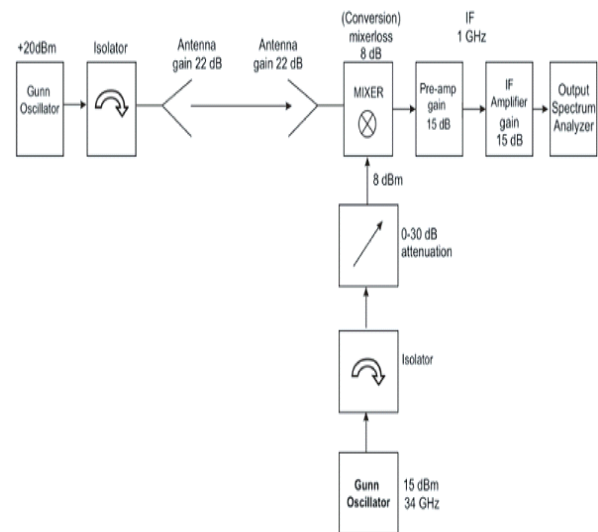 (Conversion)
mixerloss
8 dB
IF
1 GHz
+20dBm
Isolator
Antenna
gain 22 dB
Antenna
gain 22 dB
Gunn
Oscillator
MIXER
Pre-amp
gain
15 dB
IF
Amplifier
gain
15 dB
Output
Spectrum
Analyzer
8 dBm
0-30 dB
attenuation
Isolator
Gunn
Oscillator
15 dBm
34 GHz